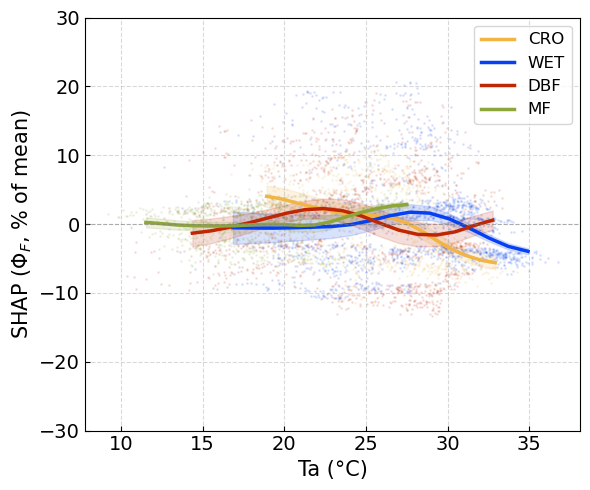 30
20
10
0
−10
−20
−30
SHAP (Φ_F, % of mean)
CRO
WET
DBF
MF
10 15 20 25 30 35
Ta (°C)